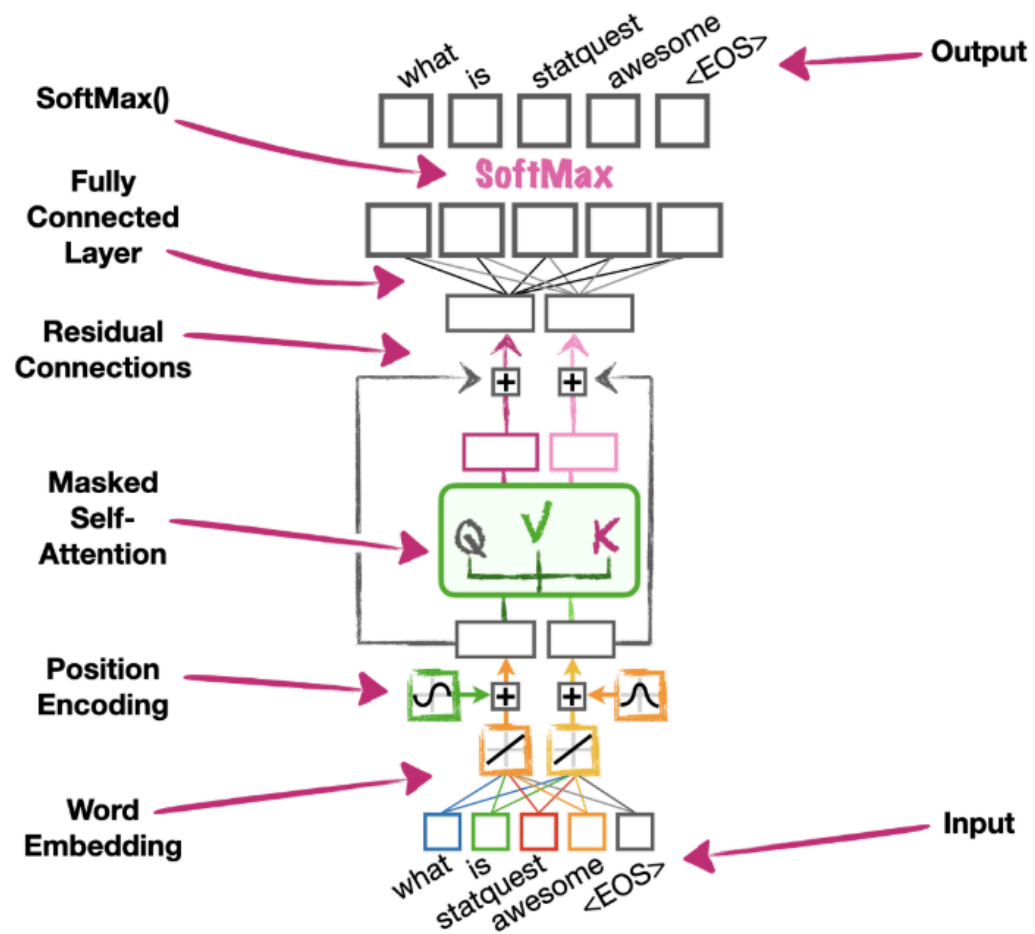 what
is
statquest
awesome
<EOS>
Output
SoftMax()
SoftMax
Fully
Connected
Layer
Residual
Connections
+
+
Masked
Self-
Attention
Q
V
K
Position
Encoding
+
+
Word
Embedding
Input
what
is
statquest
awesome
<EOS>